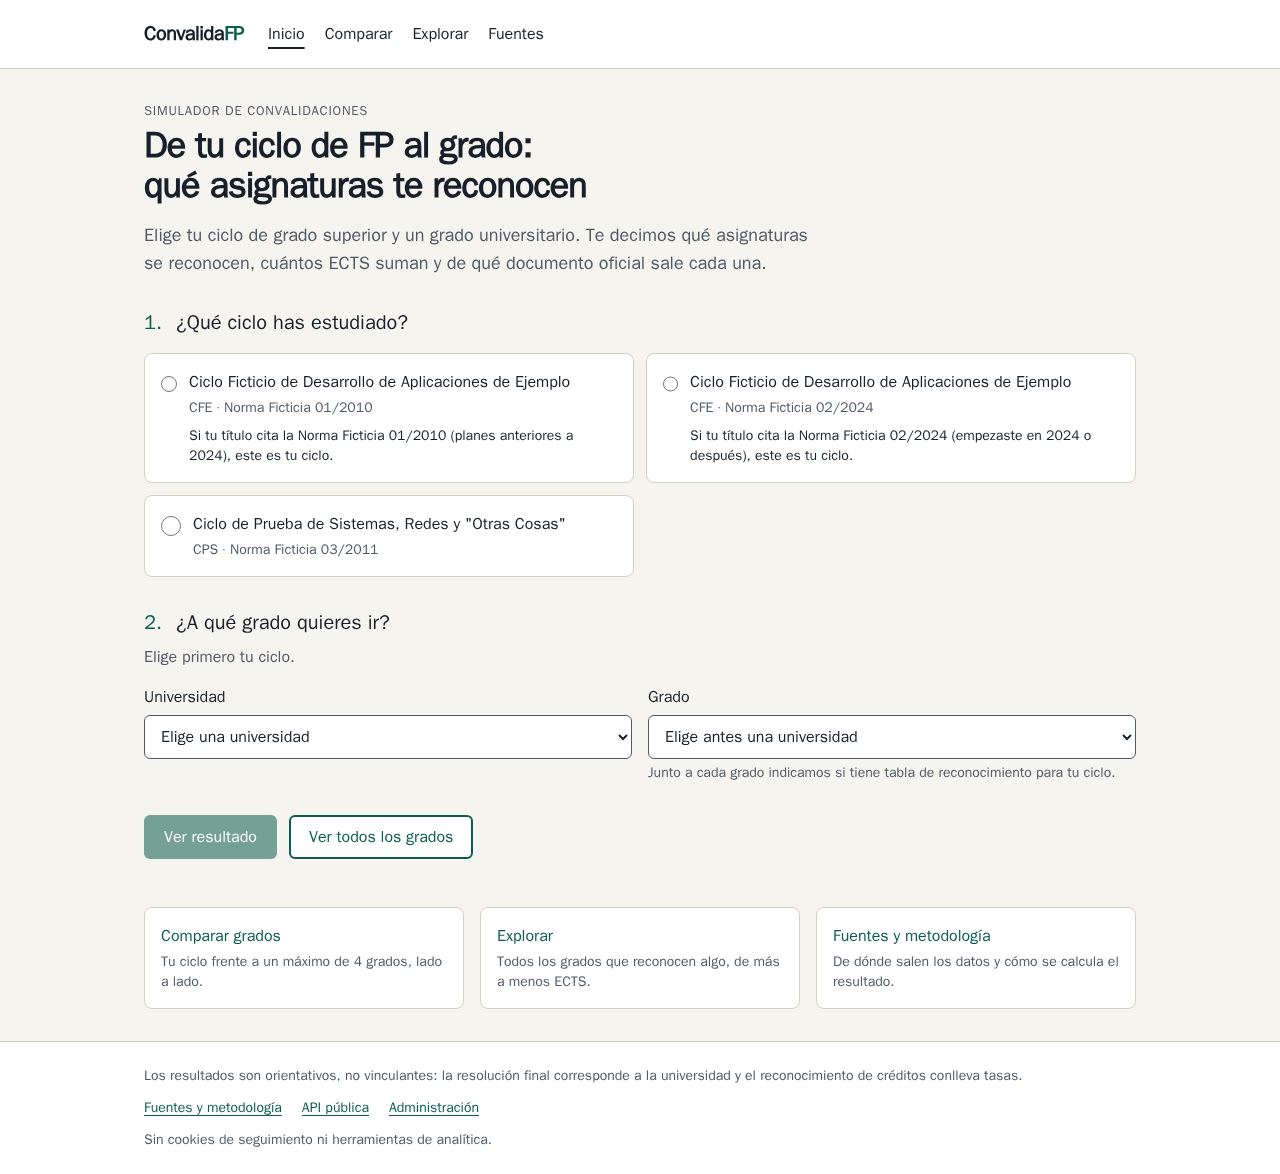 ConvalidaFP Inicio Comparar Explorar Fuentes
SIMULADOR DE CONVALIDACIONES
De tu ciclo de FP al grado:
qué asignaturas te reconocen
Elige tu ciclo de grado superior y un grado universitario. Te decimos qué asignaturas
se reconocen, cuántos ECTS suman y de qué documento oficial sale cada una.
1. ¿Qué ciclo has estudiado?
Ciclo Ficticio de Desarrollo de Aplicaciones de Ejemplo
CFE · Norma Ficticia 01/2010
Si tu título cita la Norma Ficticia 01/2010 (planes anteriores a
2024), este es tu ciclo.
Ciclo Ficticio de Desarrollo de Aplicaciones de Ejemplo
CFE · Norma Ficticia 02/2024
Si tu título cita la Norma Ficticia 02/2024 (empezaste en 2024 o
después), este es tu ciclo.
Ciclo de Prueba de Sistemas, Redes y "Otras Cosas"
CPS · Norma Ficticia 03/2011
2. ¿A qué grado quieres ir?
Elige primero tu ciclo.
Universidad
Elige una universidad
Grado
Elige antes una universidad
Junto a cada grado indicamos si tiene tabla de reconocimiento para tu ciclo.
Ver resultado
Ver todos los grados
Comparar grados
Tu ciclo frente a un máximo de 4 grados, lado
a lado.
Explorar
Todos los grados que reconocen algo, de más
a menos ECTS.
Fuentes y metodología
De dónde salen los datos y cómo se calcula el
resultado.
Los resultados son orientativos, no vinculantes: la resolución final corresponde a la universidad y el reconocimiento de créditos conlleva tasas.
Fuentes y metodología API pública Administración
Sin cookies de seguimiento ni herramientas de analítica.